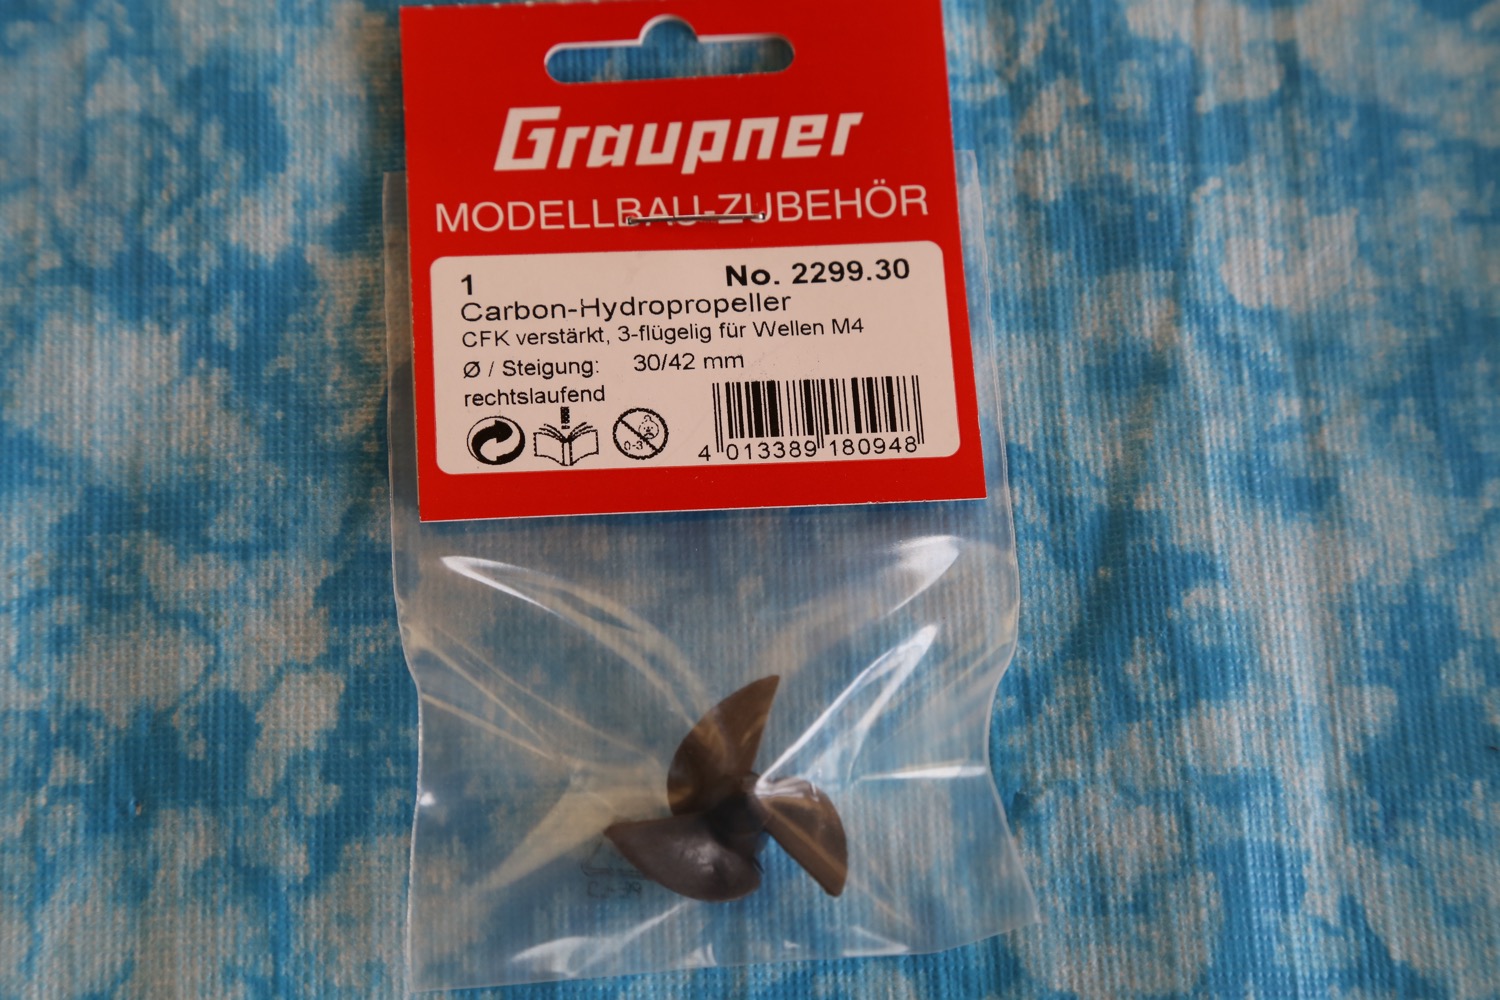 Graupner
MODELLBAU-ZUBEHÖR
1 No. 2299.30
Carbon-Hydropropeller
CFK verstärkt, 3-flügelig für Wellen M4
Ø / Steigung: 30/42 mm
rechtslaufend
0-3
4 013389 180948